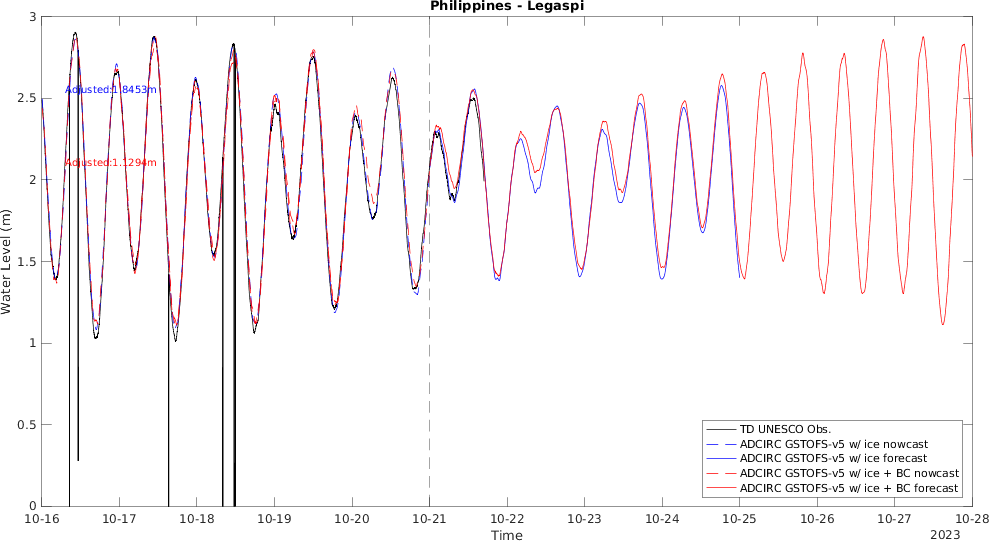 Philippines - Legaspi
3
2.5
2
1.5
1
0.5
0
Water Level (m)
Adjusted:1.8453m
Adjusted:1.1294m
TD UNESCO Obs.
ADCIRC GSTOFS-v5 w/ ice nowcast
ADCIRC GSTOFS-v5 w/ ice forecast
ADCIRC GSTOFS-v5 w/ ice + BC nowcast
ADCIRC GSTOFS-v5 w/ ice + BC forecast
10-16 10-17 10-18 10-19 10-20 10-21 10-22 10-23 10-24 10-25 10-26 10-27 10-28
Time
2023